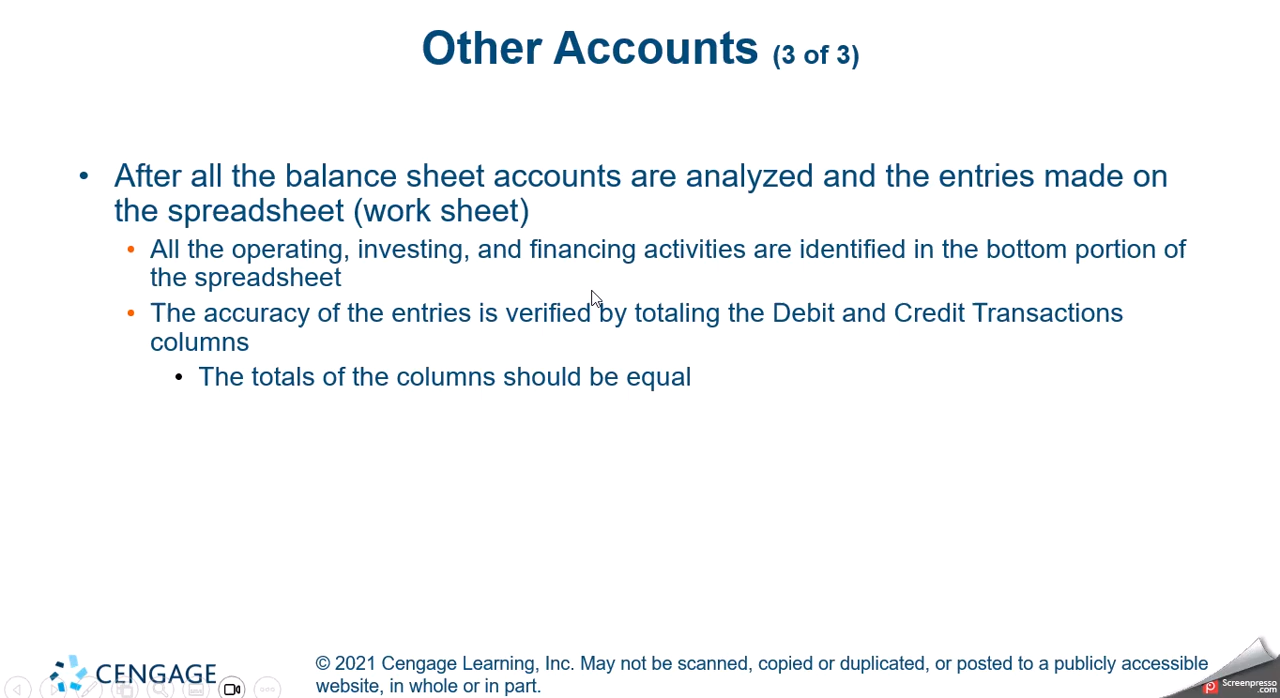 Other Accounts (3 of 3)
• After all the balance sheet accounts are analyzed and the entries made on
the spreadsheet (work sheet)
• All the operating, investing, and financing activities are identified in the bottom portion of
the spreadsheet
• The accuracy of the entries is verified by totaling the Debit and Credit Transactions
columns
• The totals of the columns should be equal
CENGAGE
© 2021 Cengage Learning, Inc. May not be scanned, copied or duplicated, or posted to a publicly accessible
website, in whole or in part.
Screenpresso
.com